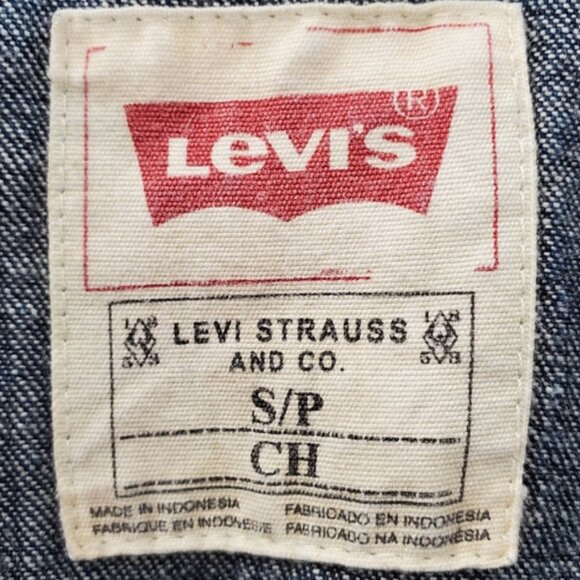 LEVI'S ®
LEVI STRAUSS
AND CO.
S/P
CH
MADE IN INDONESIA FABRICADO EN INDONESIA
FABRIQUE EN INDONESIE FABRICADO NA INDONESIA